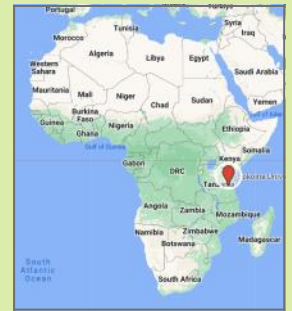 Portugal
Syria
Tunisia
Iraq
Morocco
Algeria
Libya
Egypt
Western
Sahara
Saudi Arabia
Mauritania
Mali
Niger
Chad
Sudan
Yemen
Burkina
Faso
Guinea
Ghana
Nigeria
Ethiopia
Gulf of Guinea
Somalia
Gabon
DRC
Kenya
Angola
Zambia
Mozambique
Namibia
Zimbabwe
Botswana
Madagascar
South
Atlantic
Ocean
South Africa